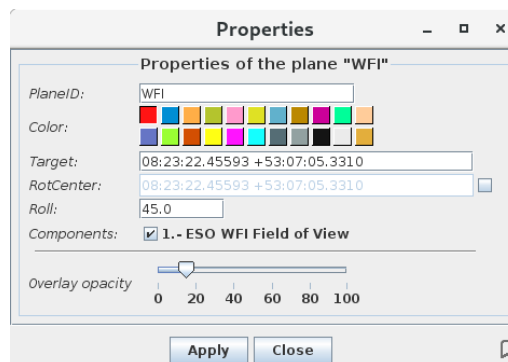 Properties
Properties of the plane "WFI"
PlaneID: WFI
Color:
Target: 08:23:22.45593 +53:07:05.3310
RotCenter: 08:23:22.45593 +53:07:05.3310
Roll: 45.0
Components: 1.- ESO WFI Field of View
Overlay opacity
0 20 40 60 80 100
Apply Close